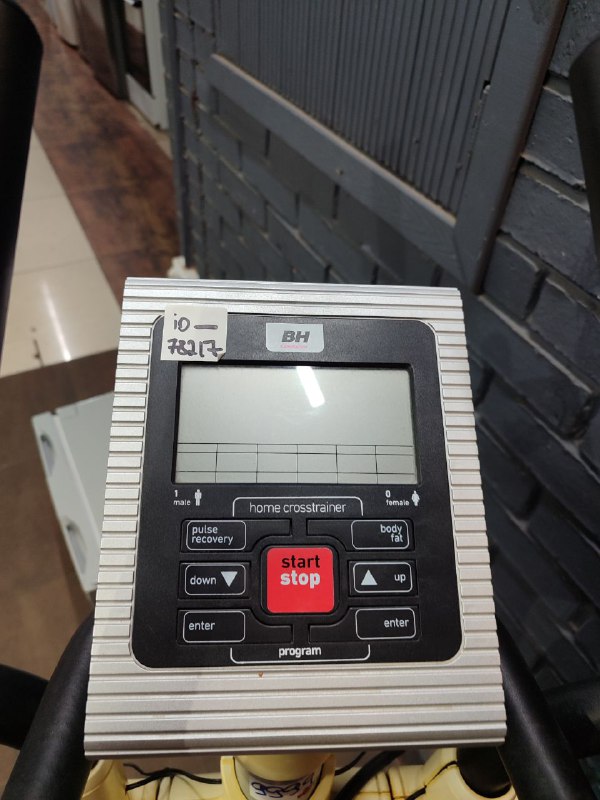 iD —
78217
BH
1
male
0
female
home crosstrainer
pulse
recovery
body
fat
start
stop
down ▼
▲ up
enter
enter
program